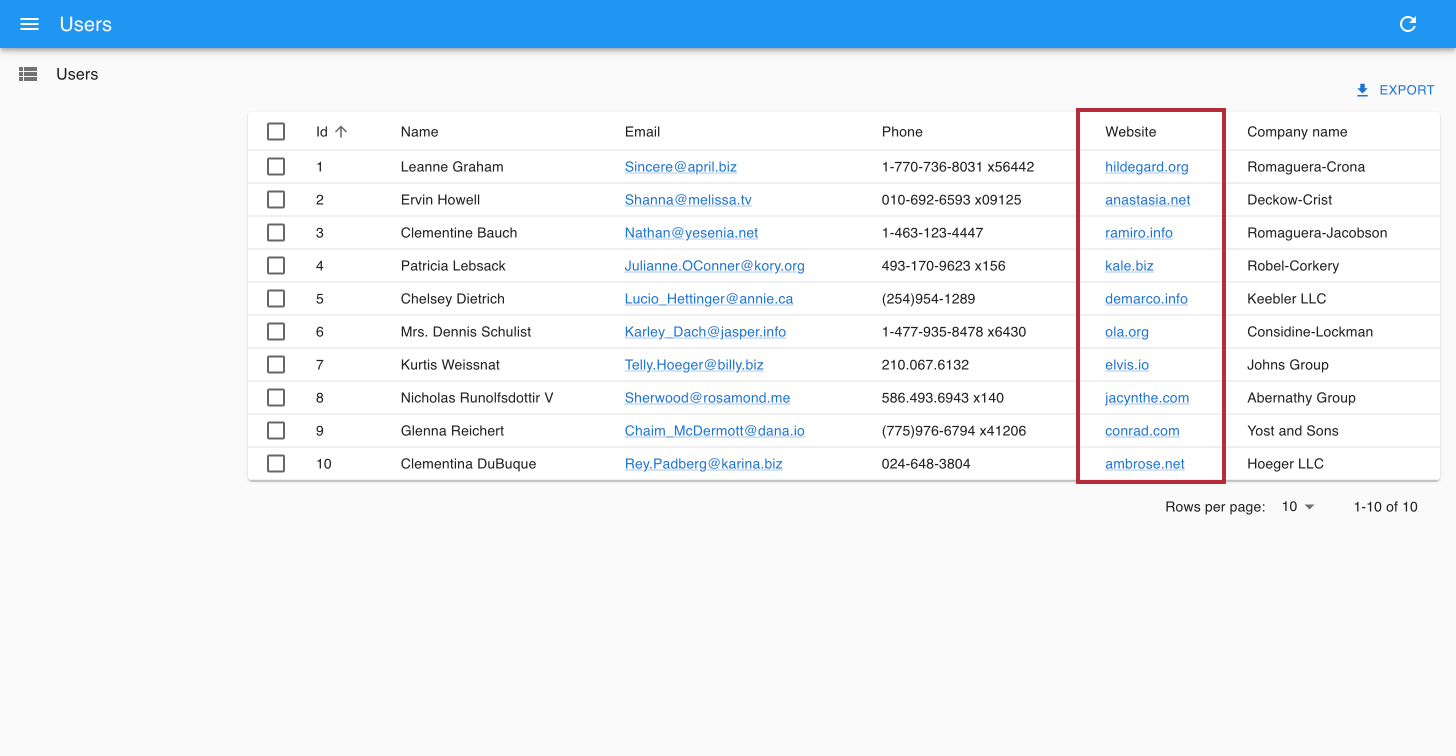 Users
Users
EXPORT
Id Name Email Phone Website Company name
1 Leanne Graham Sincere@april.biz 1-770-736-8031 x56442 hildegard.org Romaguera-Crona
2 Ervin Howell Shanna@melissa.tv 010-692-6593 x09125 anastasia.net Deckow-Crist
3 Clementine Bauch Nathan@yesenia.net 1-463-123-4447 ramiro.info Romaguera-Jacobson
4 Patricia Lebsack Julianne.OConner@kory.org 493-170-9623 x156 kale.biz Robel-Corkery
5 Chelsey Dietrich Lucio_Hettinger@annie.ca (254)954-1289 demarco.info Keebler LLC
6 Mrs. Dennis Schulist Karley_Dach@jasper.info 1-477-935-8478 x6430 ola.org Considine-Lockman
7 Kurtis Weissnat Telly.Hoeger@billy.biz 210.067.6132 elvis.io Johns Group
8 Nicholas Runolfsdottir V Sherwood@rosamond.me 586.493.6943 x140 jacynthe.com Abernathy Group
9 Glenna Reichert Chaim_McDermott@dana.io (775)976-6794 x41206 conrad.com Yost and Sons
10 Clementina DuBuque Rey.Padberg@karina.biz 024-648-3804 ambrose.net Hoeger LLC
Rows per page: 10 1-10 of 10